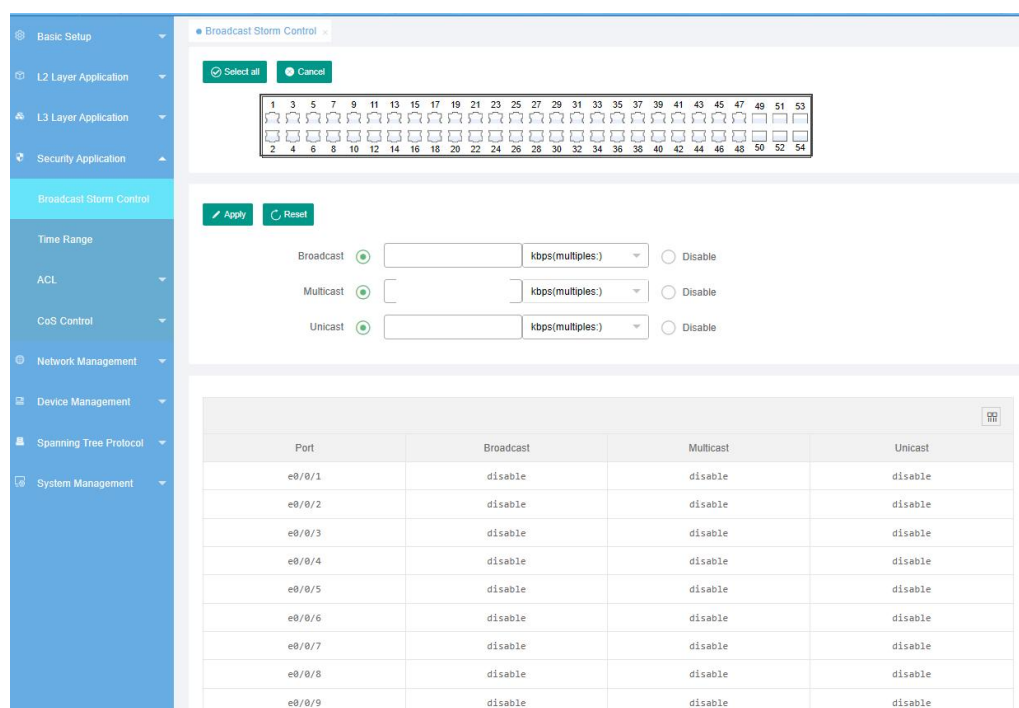 Basic Setup
L2 Layer Application
L3 Layer Application
Security Application
Broadcast Storm Control
Time Range
ACL
CoS Control
Network Management
Device Management
Spanning Tree Protocol
System Management
Broadcast Storm Control ×
Select all Cancel
1 3 5 7 9 11 13 15 17 19 21 23 25 27 29 31 33 35 37 39 41 43 45 47 49 51 53
2 4 6 8 10 12 14 16 18 20 22 24 26 28 30 32 34 36 38 40 42 44 46 48 50 52 54
Apply Reset
Broadcast kbps(multiples:) Disable
Multicast kbps(multiples:) Disable
Unicast kbps(multiples:) Disable
Port Broadcast Multicast Unicast
e0/0/1 disable disable disable
e0/0/2 disable disable disable
e0/0/3 disable disable disable
e0/0/4 disable disable disable
e0/0/5 disable disable disable
e0/0/6 disable disable disable
e0/0/7 disable disable disable
e0/0/8 disable disable disable
e0/0/9 disable disable disable